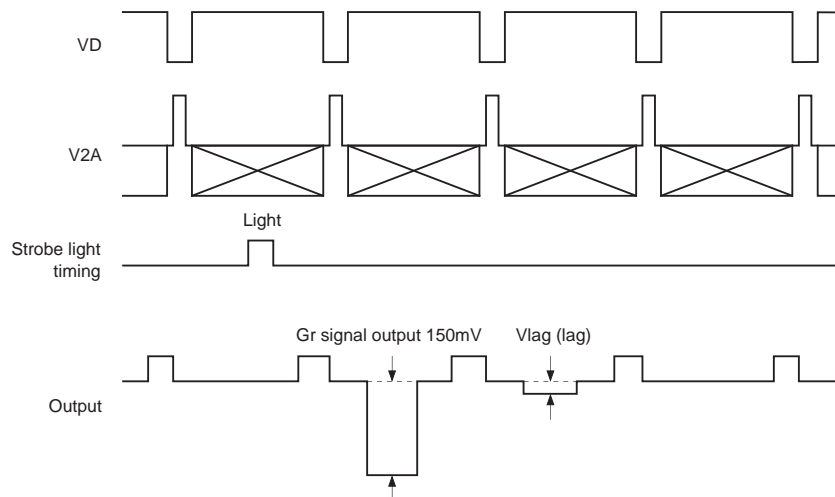 VD
V2A
Light
Strobe light
timing
Gr signal output 150mV
Vlag (lag)
Output